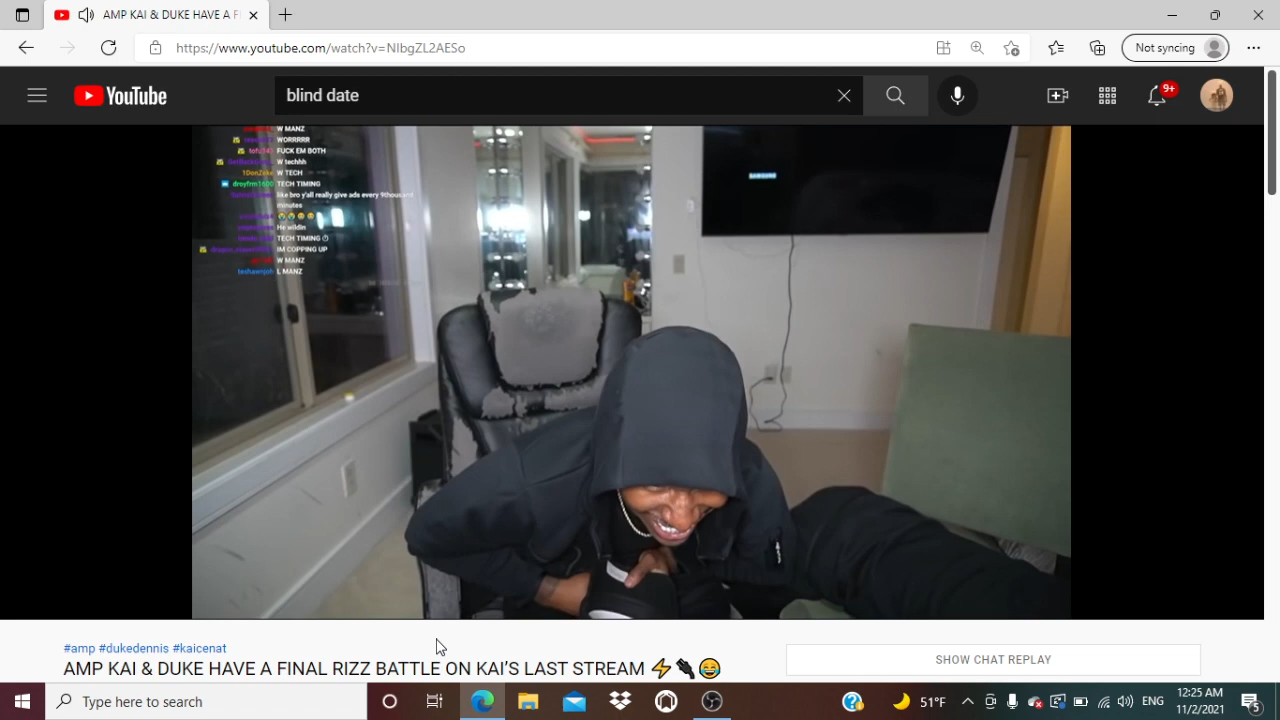 AMP KAI & DUKE HAVE A FI
https://www.youtube.com/watch?v=NIbgZL2AESo
Not syncing
YouTube
blind date
9+
W MANZ
WORRRRR
FUCK EM BOTH
W techhh
1DonZeke W TECH
droyfrm1600 TECH TIMING
like bro y'all really give ads every 9thousand
minutes
He wildin
TECH TIMING
IM COPPING UP
W MANZ
L MANZ
SAMSUNG
#amp #dukedennis #kaicenat
AMP KAI & DUKE HAVE A FINAL RIZZ BATTLE ON KAI'S LAST STREAM
SHOW CHAT REPLAY
Type here to search
51°F
ENG
12:25 AM
11/2/2021
5